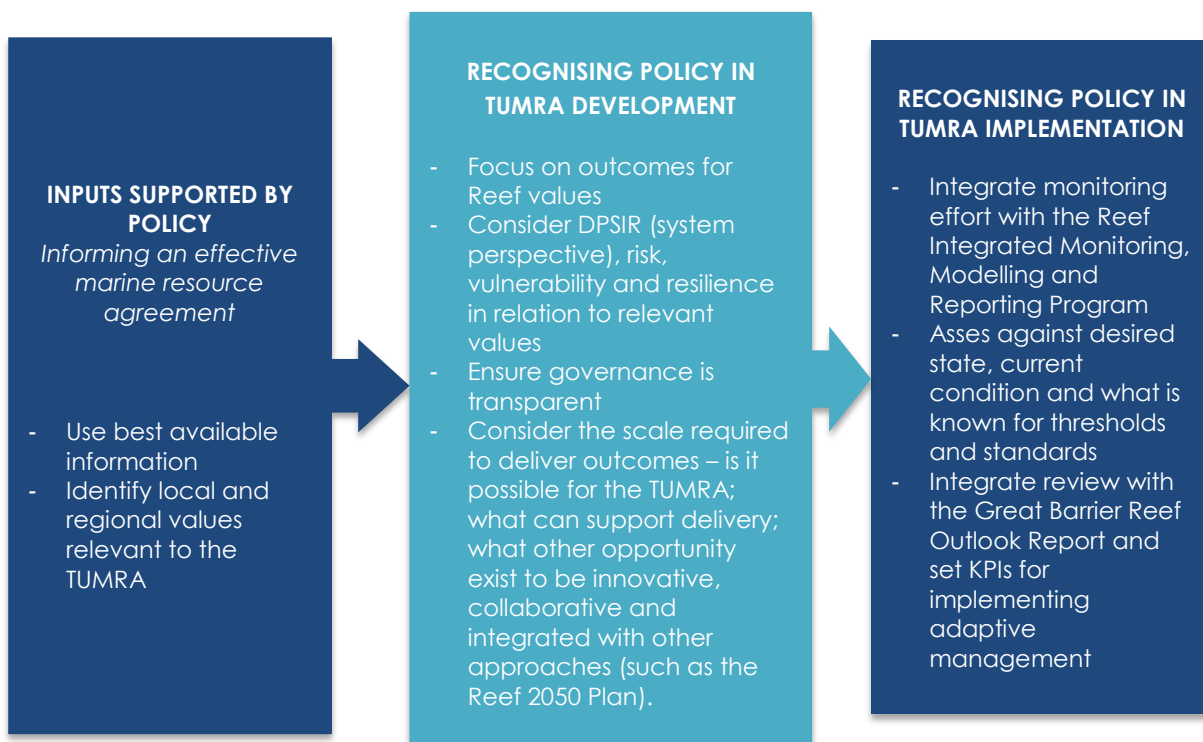 INPUTS SUPPORTED BY
POLICY
Informing an effective
marine resource
agreement
- Use best available
information
- Identify local and
regional values
relevant to the
TUMRA
RECOGNISING POLICY IN
TUMRA DEVELOPMENT
- Focus on outcomes for
Reef values
- Consider DPSIR (system
perspective), risk,
vulnerability and resilience
in relation to relevant
values
- Ensure governance is
transparent
- Consider the scale required
to deliver outcomes – is it
possible for the TUMRA;
what can support delivery;
what other opportunity
exist to be innovative,
collaborative and
integrated with other
approaches (such as the
Reef 2050 Plan).
RECOGNISING POLICY IN
TUMRA IMPLEMENTATION
- Integrate monitoring
effort with the Reef
Integrated Monitoring,
Modelling and
Reporting Program
- Asses against desired
state, current
condition and what is
known for thresholds
and standards
- Integrate review with
the Great Barrier Reef
Outlook Report and
set KPIs for
implementing
adaptive
management